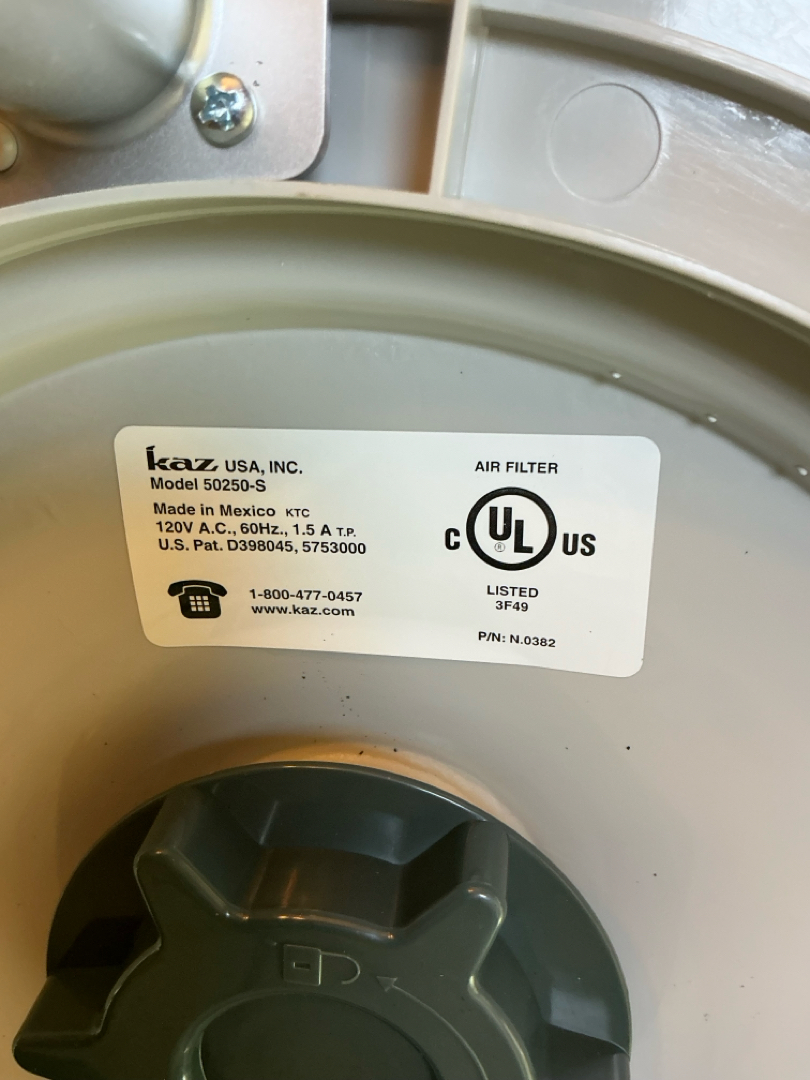 kaz USA, INC.
Model 50250-S
Made in Mexico KTC
120V A.C., 60Hz., 1.5 A T.P.
U.S. Pat. D398045, 5753000
1-800-477-0457
www.kaz.com
AIR FILTER
C UL ® US
LISTED
3F49
P/N: N.0382